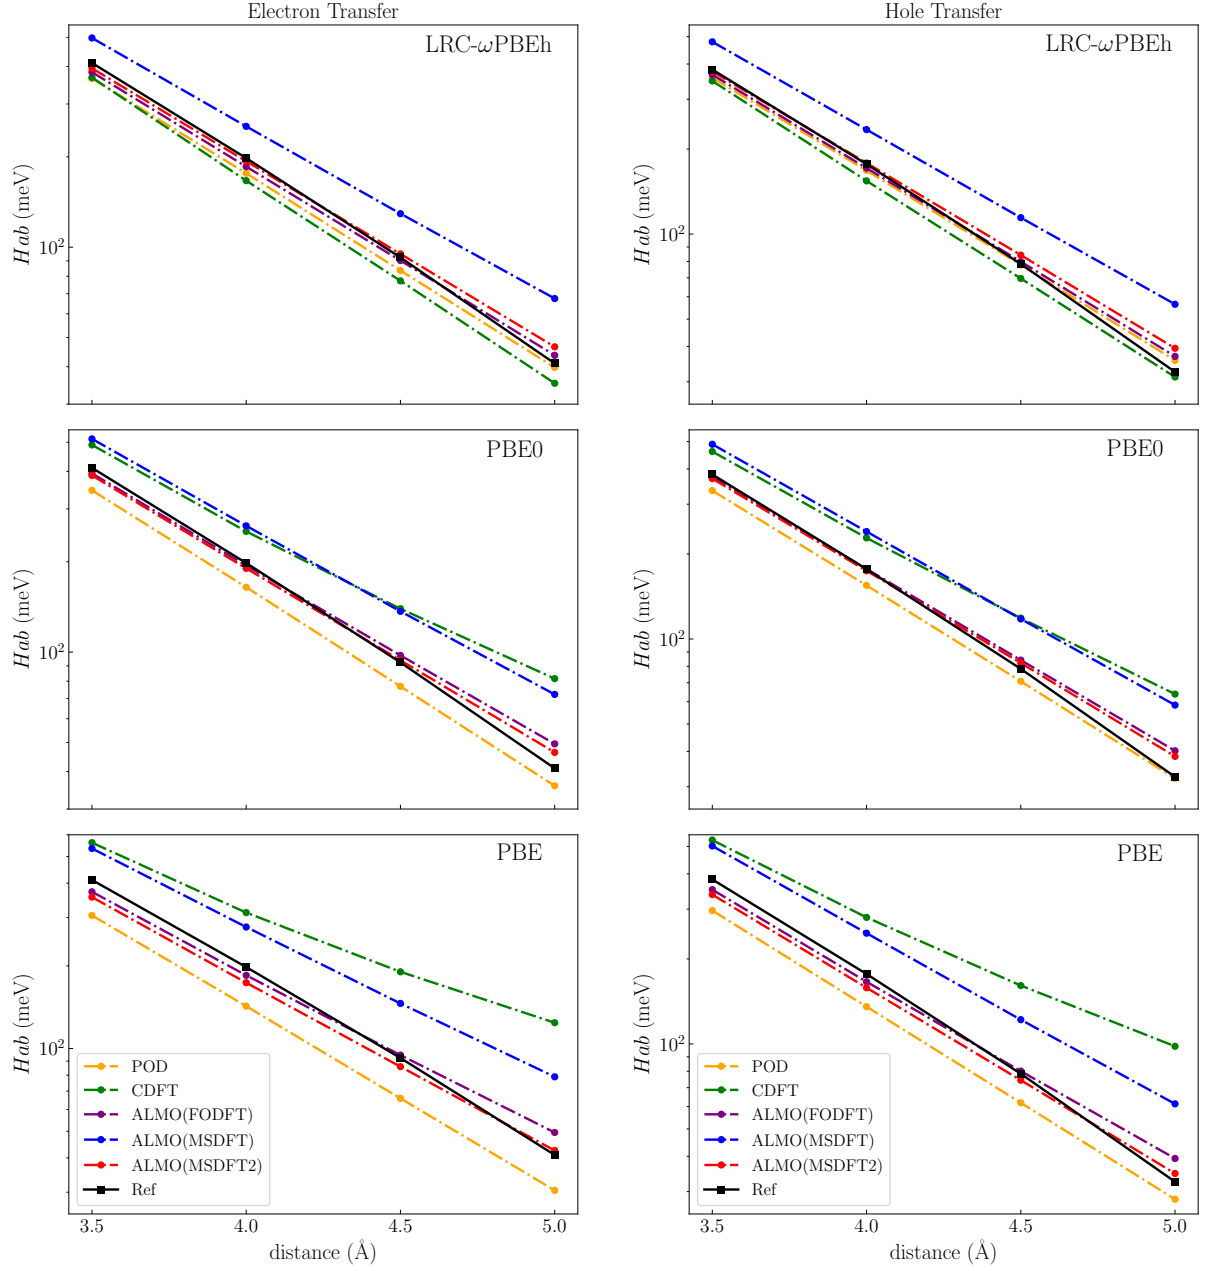 Electron Transfer
Hole Transfer
LRC-ωPBEh
Hab (meV)
10²
LRC-ωPBEh
Hab (meV)
10²
PBE0
Hab (meV)
10²
PBE0
Hab (meV)
10²
PBE
Hab (meV)
10²
POD
CDFT
ALMO(FODFT)
ALMO(MSDFT)
ALMO(MSDFT2)
Ref
3.5 4.0 4.5 5.0
distance (Å)
PBE
Hab (meV)
10²
POD
CDFT
ALMO(FODFT)
ALMO(MSDFT)
ALMO(MSDFT2)
Ref
3.5 4.0 4.5 5.0
distance (Å)